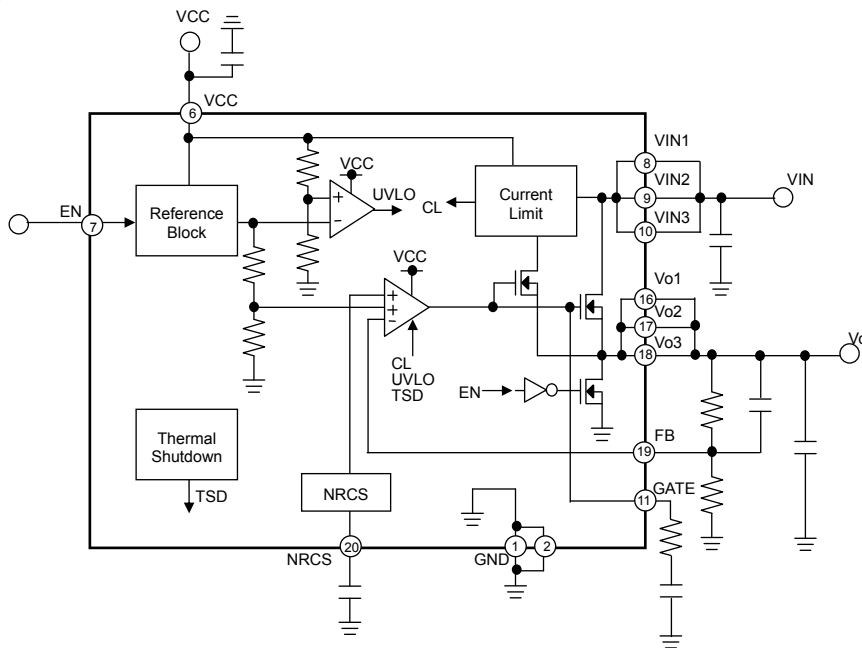 VCC
VCC
6
VIN1
8
VCC
UVLO
VIN2
VIN
EN
7
Reference
Block
+
−
CL
Current
Limit
9
VIN3
10
VCC
Vo1
16
+
+
−
Vo2
17
Vo3
18
Vo
CL
UVLO
TSD
EN
Thermal
Shutdown
FB
19
TSD
NRCS
GATE
11
NRCS
20
GND
1
2